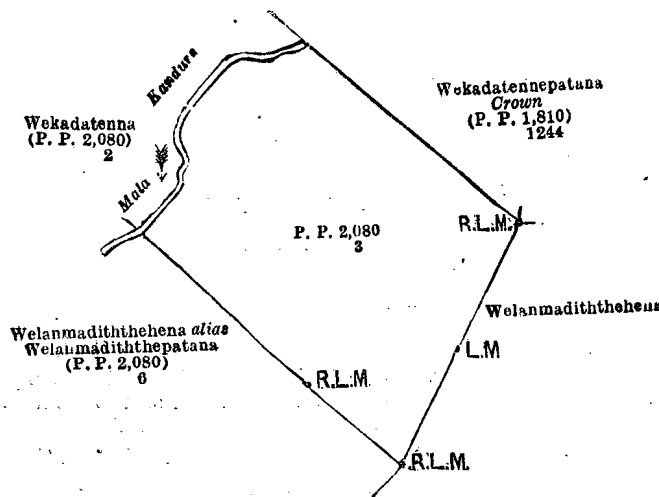 Kandura
Wekadatennepatana
Crown
(P. P. 1,810)
1244
Wekadatenna
(P. P. 2,080)
2
Mala
P. P. 2,080
3
R.L.M.
Welanmadiththehena
Welanmadiththehena alias
Welanmadiththepatana
(P. P. 2,080)
6
L.M
R.L.M.
R.L.M.